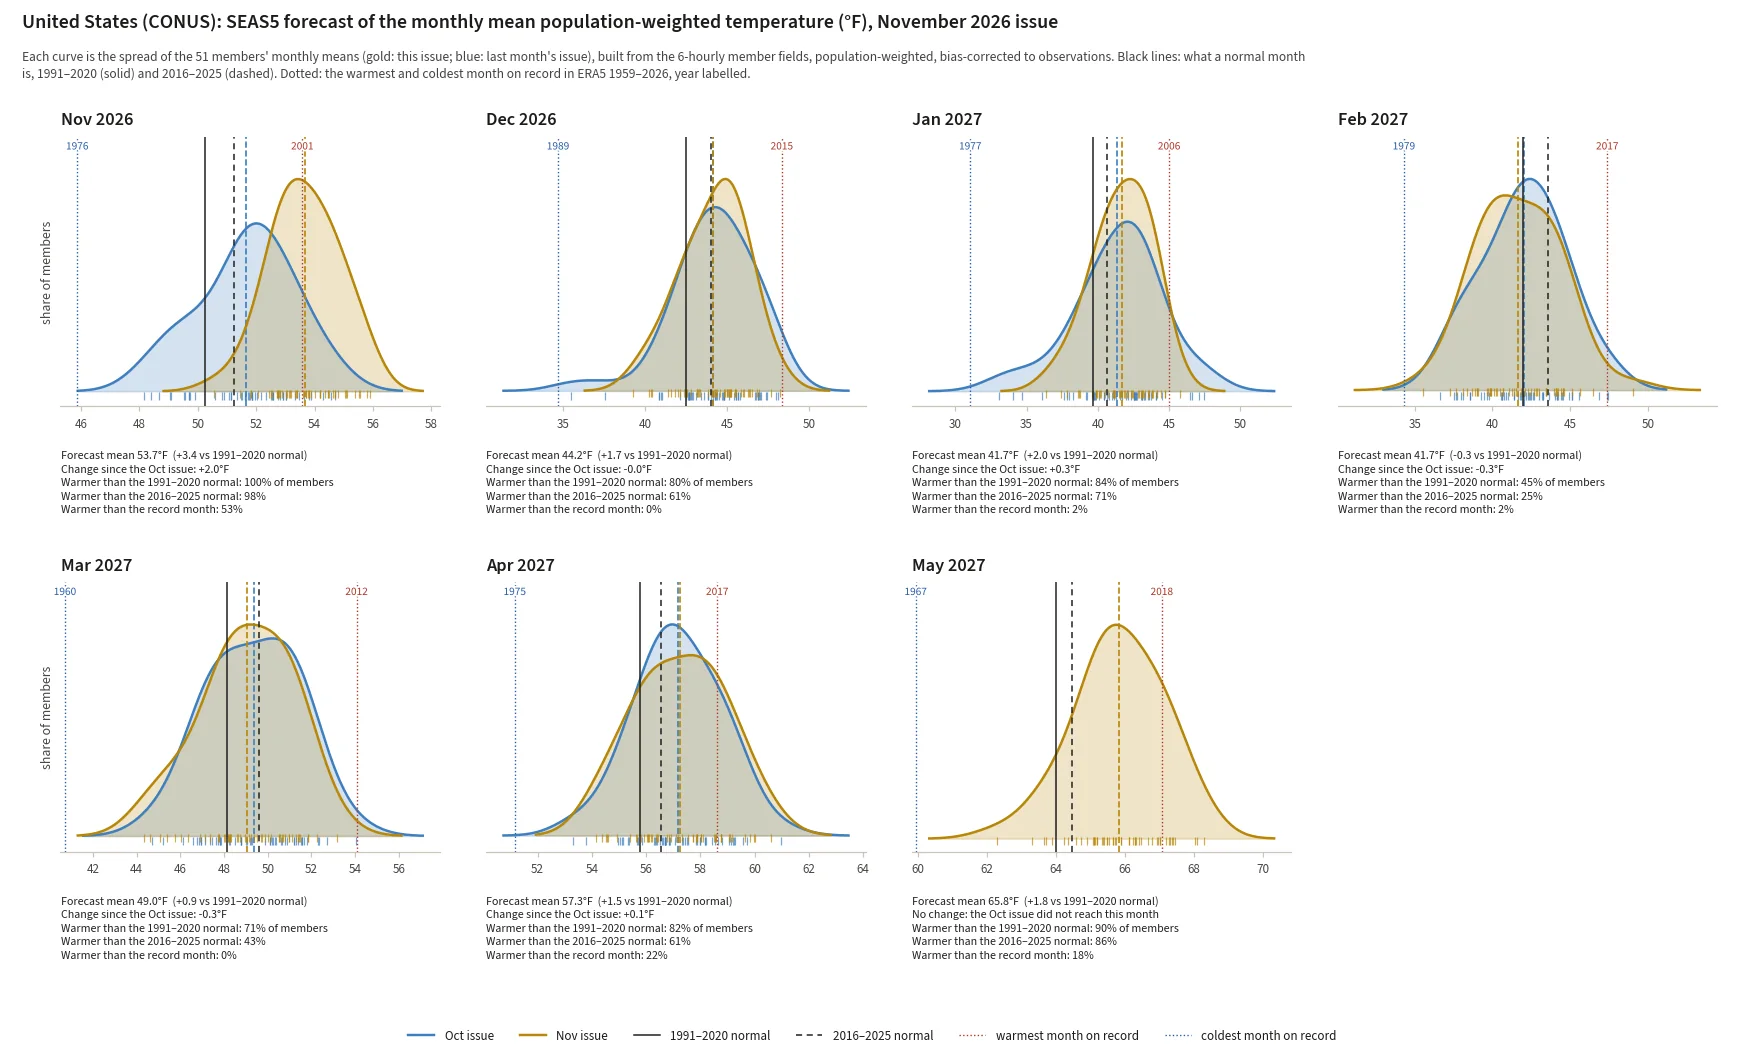 United States (CONUS): SEAS5 forecast of the monthly mean population-weighted temperature (°F), November 2026 issue
Each curve is the spread of the 51 members' monthly means (gold: this issue; blue: last month's issue), built from the 6-hourly member fields, population-weighted, bias-corrected to observations. Black lines: what a normal month
is, 1991–2020 (solid) and 2016–2025 (dashed). Dotted: the warmest and coldest month on record in ERA5 1959–2026, year labelled.
Nov 2026
1976
2001
share of members
46 48 50 52 54 56 58
Forecast mean 53.7°F (+3.4 vs 1991–2020 normal)
Change since the Oct issue: +2.0°F
Warmer than the 1991–2020 normal: 100% of members
Warmer than the 2016–2025 normal: 98%
Warmer than the record month: 53%
Dec 2026
1989
2015
35 40 45 50
Forecast mean 44.2°F (+1.7 vs 1991–2020 normal)
Change since the Oct issue: -0.0°F
Warmer than the 1991–2020 normal: 80% of members
Warmer than the 2016–2025 normal: 61%
Warmer than the record month: 0%
Jan 2027
1977
2006
30 35 40 45 50
Forecast mean 41.7°F (+2.0 vs 1991–2020 normal)
Change since the Oct issue: +0.3°F
Warmer than the 1991–2020 normal: 84% of members
Warmer than the 2016–2025 normal: 71%
Warmer than the record month: 2%
Feb 2027
1979
2017
35 40 45 50
Forecast mean 41.7°F (-0.3 vs 1991–2020 normal)
Change since the Oct issue: -0.3°F
Warmer than the 1991–2020 normal: 45% of members
Warmer than the 2016–2025 normal: 25%
Warmer than the record month: 2%
Mar 2027
1960
2012
share of members
42 44 46 48 50 52 54 56
Forecast mean 49.0°F (+0.9 vs 1991–2020 normal)
Change since the Oct issue: -0.3°F
Warmer than the 1991–2020 normal: 71% of members
Warmer than the 2016–2025 normal: 43%
Warmer than the record month: 0%
Apr 2027
1975
2017
52 54 56 58 60 62 64
Forecast mean 57.3°F (+1.5 vs 1991–2020 normal)
Change since the Oct issue: +0.1°F
Warmer than the 1991–2020 normal: 82% of members
Warmer than the 2016–2025 normal: 61%
Warmer than the record month: 22%
May 2027
1967
2018
60 62 64 66 68 70
Forecast mean 65.8°F (+1.8 vs 1991–2020 normal)
No change: the Oct issue did not reach this month
Warmer than the 1991–2020 normal: 90% of members
Warmer than the 2016–2025 normal: 86%
Warmer than the record month: 18%
Oct issue
Nov issue
1991–2020 normal
2016–2025 normal
warmest month on record
coldest month on record